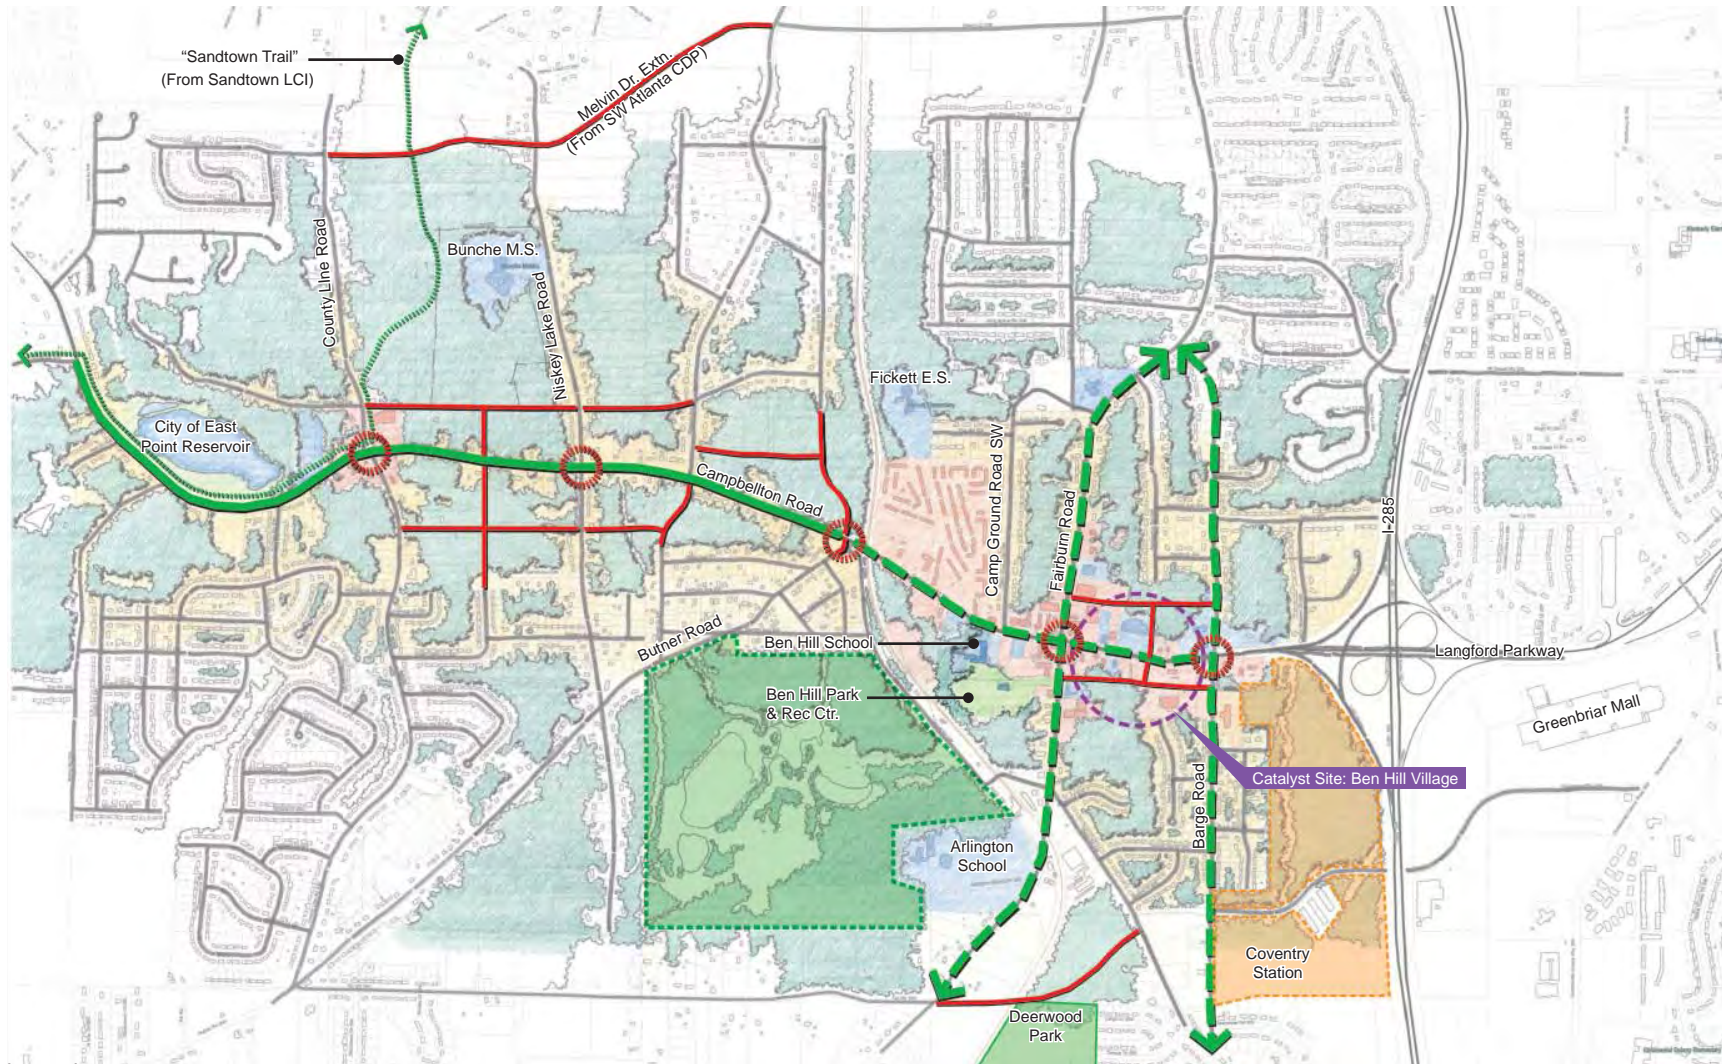 “Sandtown Trail”
(From Sandtown LCI)
Melvin Dr. Extn.
(From SW Atlanta CDP)
County LIne Road
Bunche M.S.
Niskey Lake Road
Fickett E.S.
City of East
Point Reservoir
Campbellton Road
Camp Ground Road SW
Fairburn Road
I-285
Butner Road
Ben Hill School
Langford Parkway
Ben Hill Park
& Rec Ctr.
Greenbriar Mall
Catalyst Site: Ben Hill Village
Barge Road
Arlington
School
Coventry
Station
Deerwood
Park